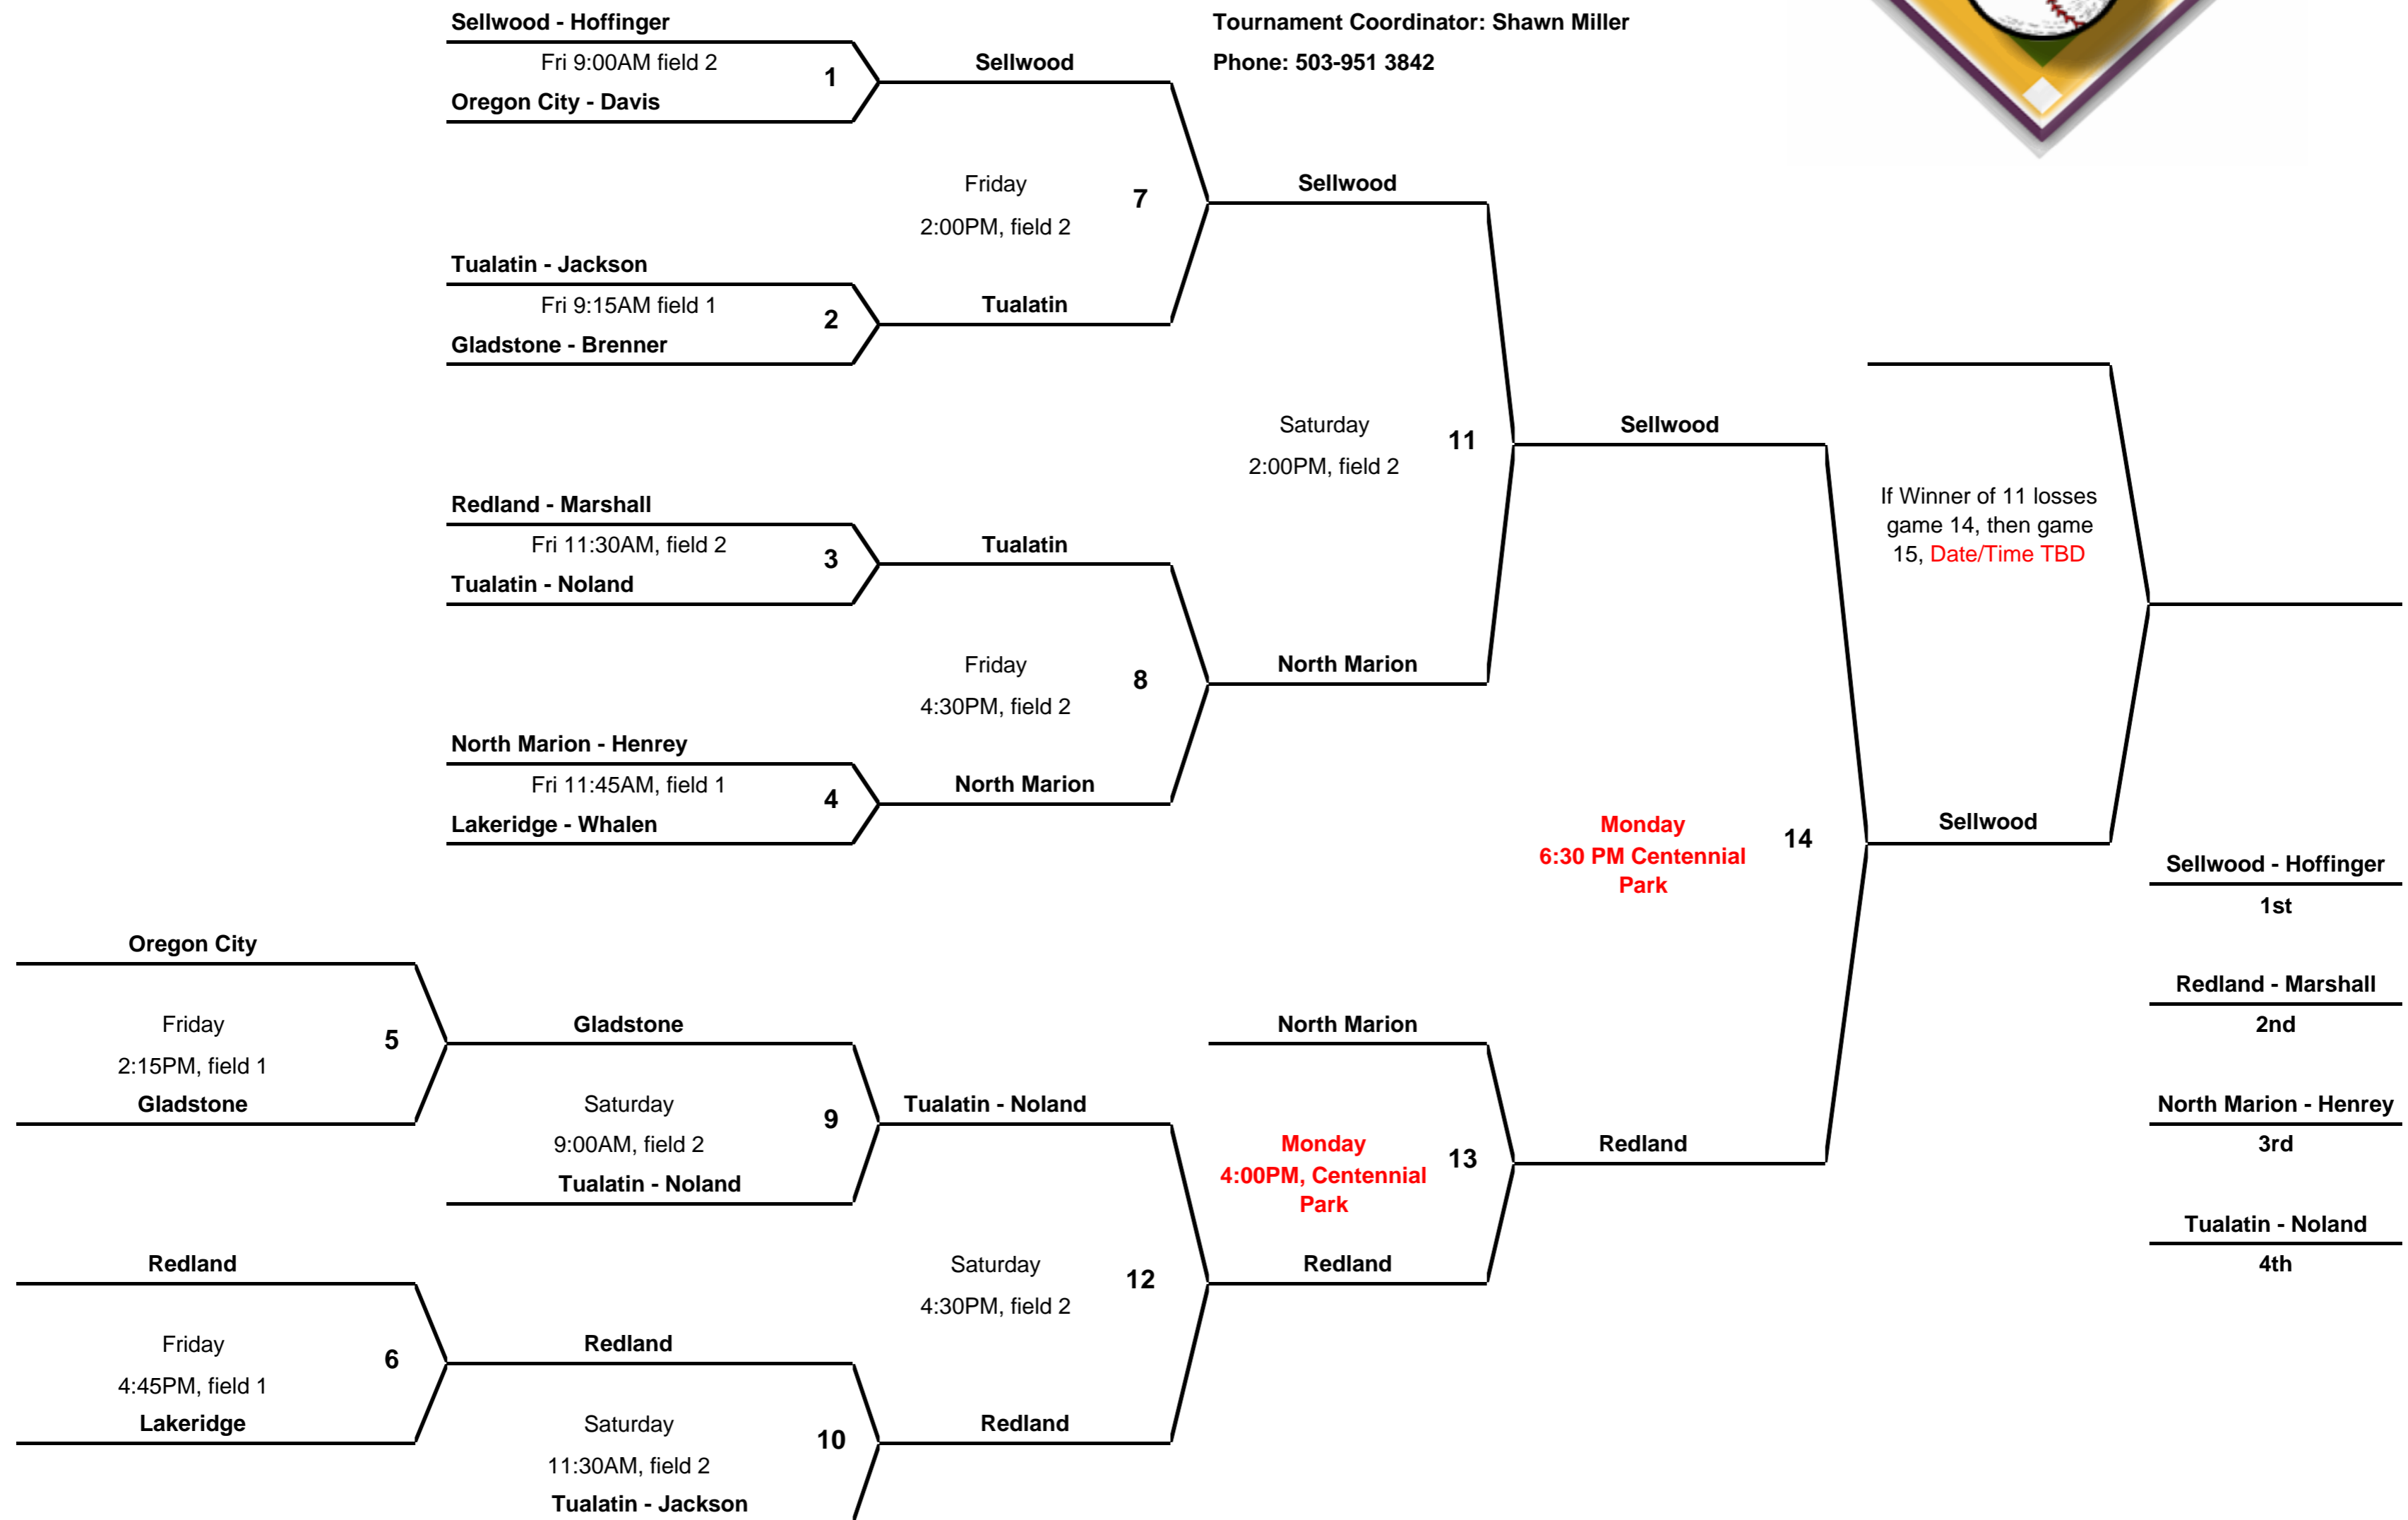 Sellwood - Hoffinger
Tournament Coordinator: Shawn Miller
Fri 9:00AM field 2
1
Sellwood
Phone: 503-951 3842
Oregon City - Davis
Friday
7
Sellwood
2:00PM, field 2
Tualatin - Jackson
Fri 9:15AM field 1
2
Tualatin
Gladstone - Brenner
Saturday
11
Sellwood
2:00PM, field 2
Redland - Marshall
Fri 11:30AM, field 2
3
Tualatin
If Winner of 11 losses
game 14, then game
15, Date/Time TBD
Tualatin - Noland
Friday
8
North Marion
4:30PM, field 2
North Marion - Henrey
Fri 11:45AM, field 1
4
North Marion
Lakeridge - Whalen
Monday
6:30 PM Centennial
Park
14
Sellwood
Sellwood - Hoffinger
1st
Oregon City
Redland - Marshall
2nd
Friday
5
Gladstone
North Marion
2:15PM, field 1
Gladstone
Saturday
9
Tualatin - Noland
North Marion - Henrey
3rd
9:00AM, field 2
Monday
4:00PM, Centennial
Park
13
Redland
Tualatin - Noland
Tualatin - Noland
4th
Redland
Saturday
12
Redland
4:30PM, field 2
Friday
6
Redland
4:45PM, field 1
Lakeridge
Saturday
10
Redland
11:30AM, field 2
Tualatin - Jackson